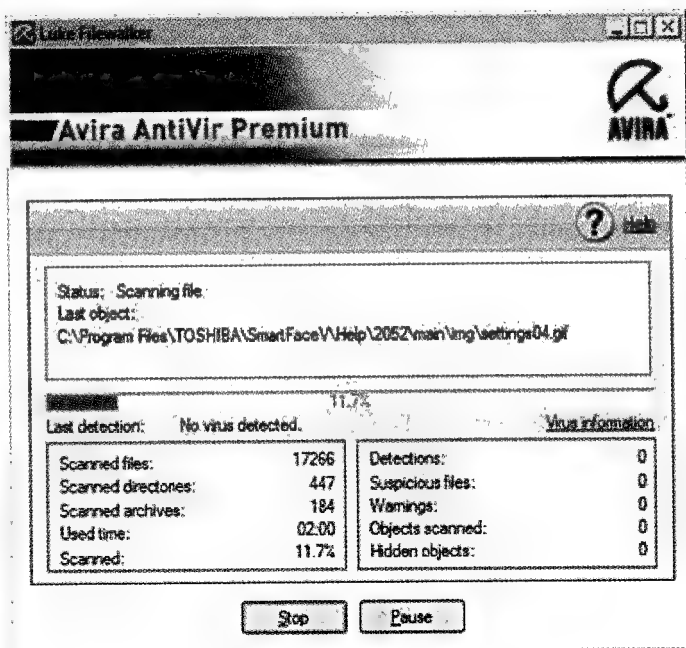 Luke Filewalker
Avira AntiVir Premium
AVIRA
? Help
Status: Scanning file
Last object:
C:\Program Files\TOSHIBA\SmartFaceV\Help\2052\main\img\settings04.gif
11.7%
Last detection: No virus detected. Virus information
Scanned files: 17266
Scanned directories: 447
Scanned archives: 184
Used time: 02:00
Scanned: 11.7%
Detections: 0
Suspicious files: 0
Warnings: 0
Objects scanned: 0
Hidden objects: 0
Stop Pause